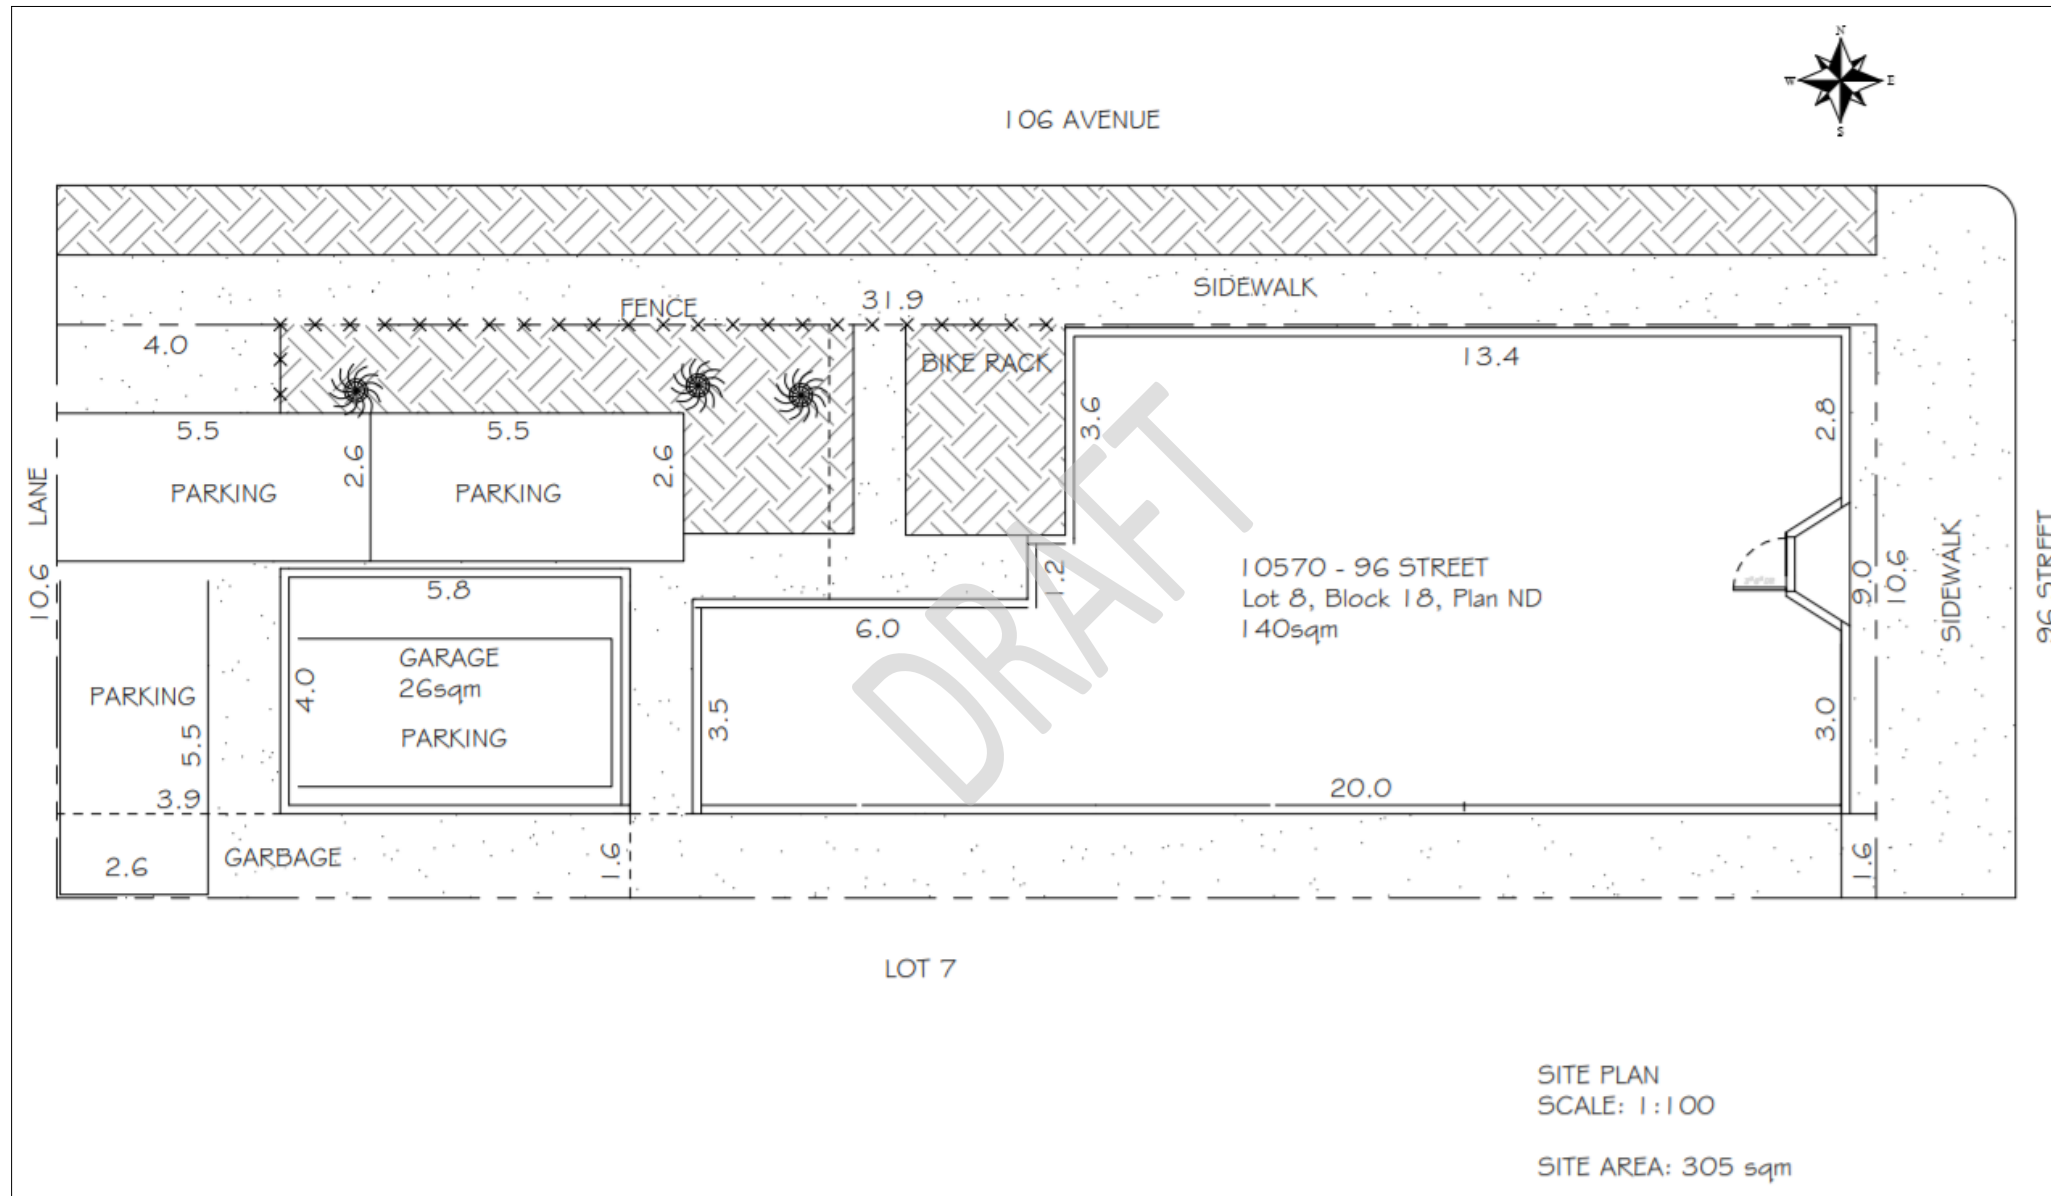 N
W
E
S
106 AVENUE
SIDEWALK
FENCE
31.9
4.0
BIKE RACK
13.4
5.5
5.5
3.6
2.8
2.6
2.6
LANE
PARKING
PARKING
10.6
5.8
1.2
10570 - 96 STREET
Lot 8, Block 18, Plan ND
140sqm
9.0
10.6
SIDEWALK
96 STREET
6.0
GARAGE
26sqm
4.0
PARKING
PARKING
5.5
3.5
3.0
3.9
20.0
2.6
GARBAGE
1.6
1.6
DRAFT
LOT 7
SITE PLAN
SCALE: 1:100
SITE AREA: 305 sqm